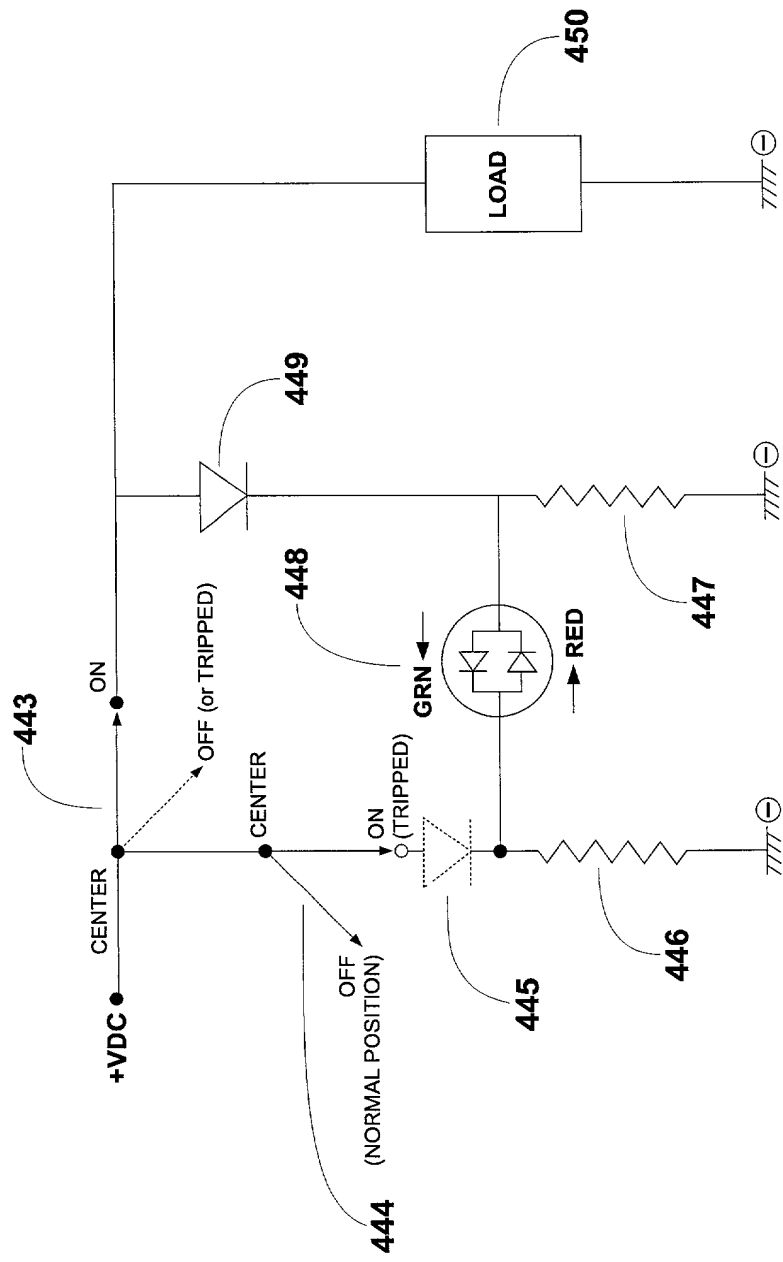 443
CENTER
ON
+VDC
OFF (or TRIPPED)
CENTER
444
OFF
(NORMAL POSITION)
ON
(TRIPPED)
445
446
448
GRN
RED
449
447
LOAD
450